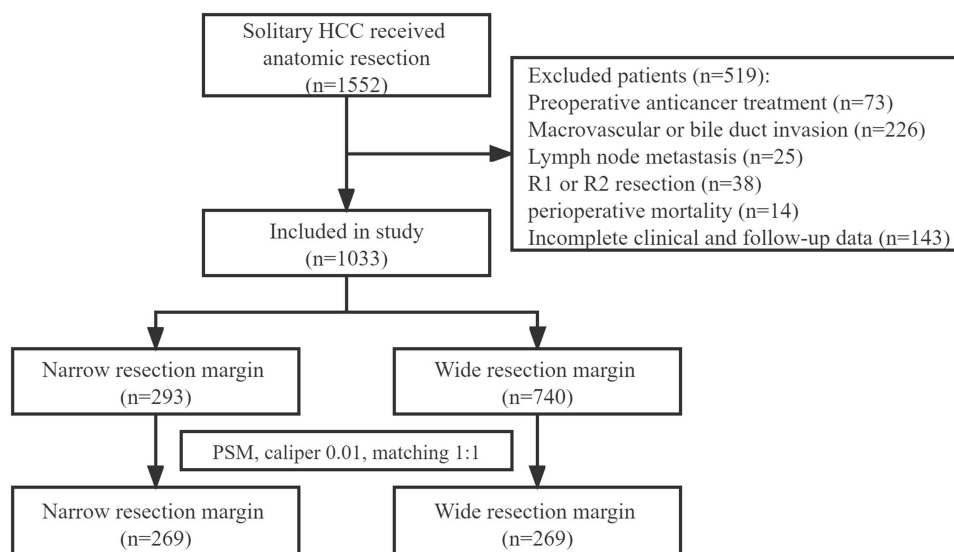 Solitary HCC received
anatomic resection
(n=1552)
Excluded patients (n=519):
Preoperative anticancer treatment (n=73)
Macrovascular or bile duct invasion (n=226)
Lymph node metastasis (n=25)
R1 or R2 resection (n=38)
perioperative mortality (n=14)
Incomplete clinical and follow-up data (n=143)
Included in study
(n=1033)
Narrow resection margin
(n=293)
Wide resection margin
(n=740)
PSM, caliper 0.01, matching 1:1
Narrow resection margin
(n=269)
Wide resection margin
(n=269)